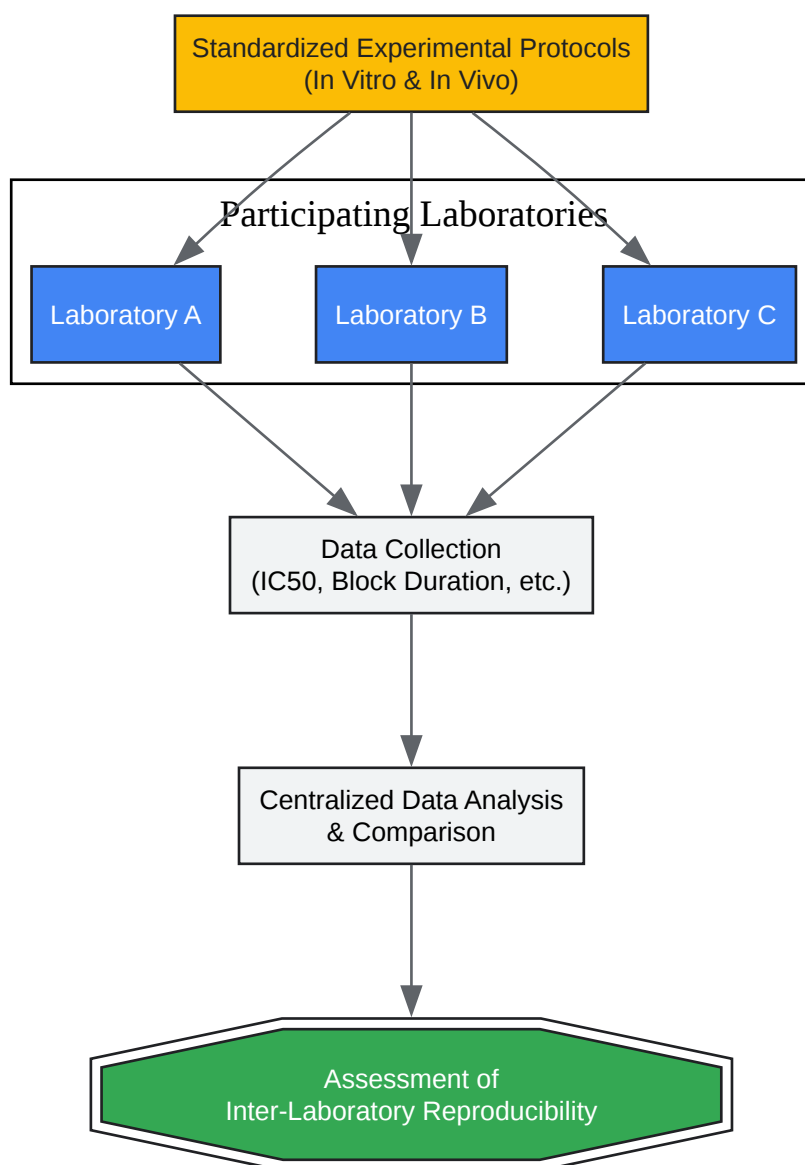 Standardized Experimental Protocols
(In Vitro & In Vivo)
Participating Laboratories
Laboratory A
Laboratory B
Laboratory C
Data Collection
(IC50, Block Duration, etc.)
Centralized Data Analysis
& Comparison
Assessment of
Inter-Laboratory Reproducibility